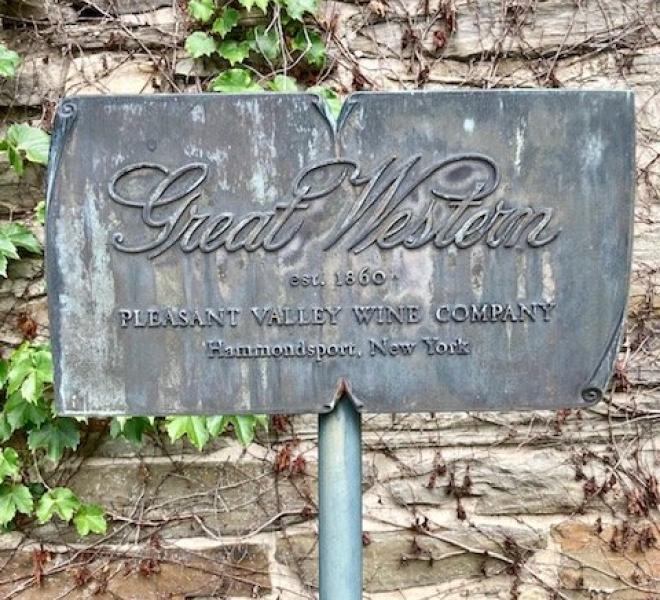 Great Western
est. 1860
PLEASANT VALLEY WINE COMPANY
Hammondsport, New York